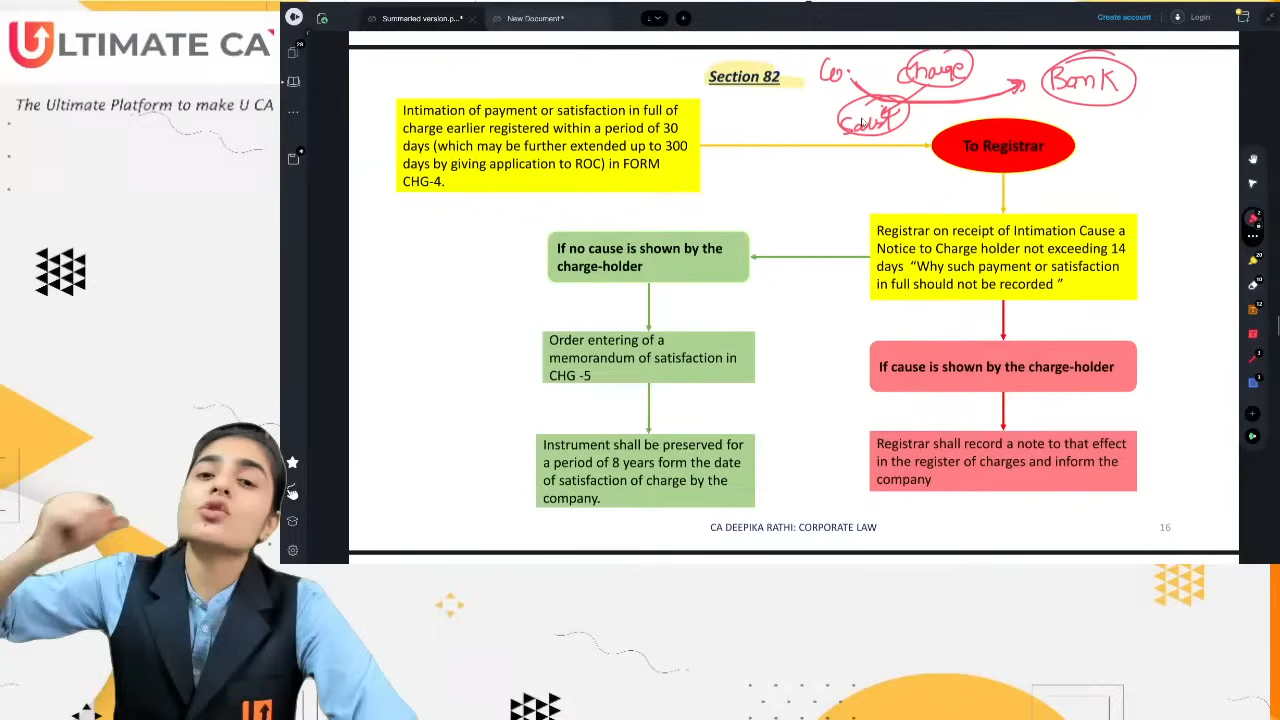 ULTIMATE CA
The Ultimate Platform to make U CA
Summaried version.p...*
New Document*
Create account
Login
Section 82
Co.
Charge
Bank
Satisf
Intimation of payment or satisfaction in full of
charge earlier registered within a period of 30
days (which may be further extended up to 300
days by giving application to ROC) in FORM
CHG-4.
To Registrar
Registrar on receipt of Intimation Cause a
Notice to Charge holder not exceeding 14
days “Why such payment or satisfaction
in full should not be recorded ”
If no cause is shown by the
charge-holder
Order entering of a
memorandum of satisfaction in
CHG -5
If cause is shown by the charge-holder
Instrument shall be preserved for
a period of 8 years form the date
of satisfaction of charge by the
company.
Registrar shall record a note to that effect
in the register of charges and inform the
company
CA DEEPIKA RATHI: CORPORATE LAW
16